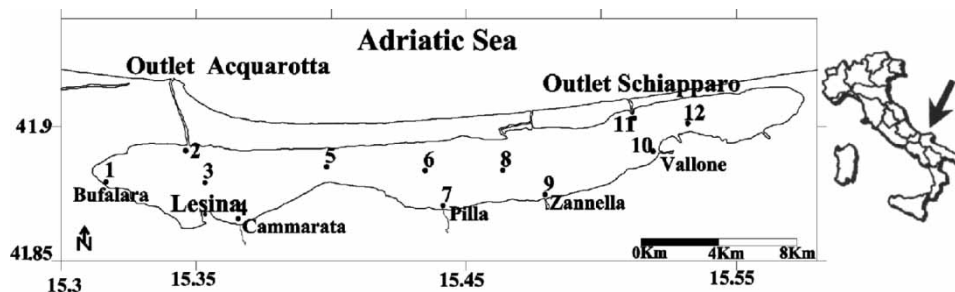 Adriatic Sea
Outlet Acquarotta
Outlet Schiapparo
41.9
11
12
2
5
6
8
10
Vallone
1
3
Bufalara
Lesina
4
Cammarata
7
Pilla
9
Zannella
N
0Km
4Km
8Km
41.85
15.3
15.35
15.45
15.55